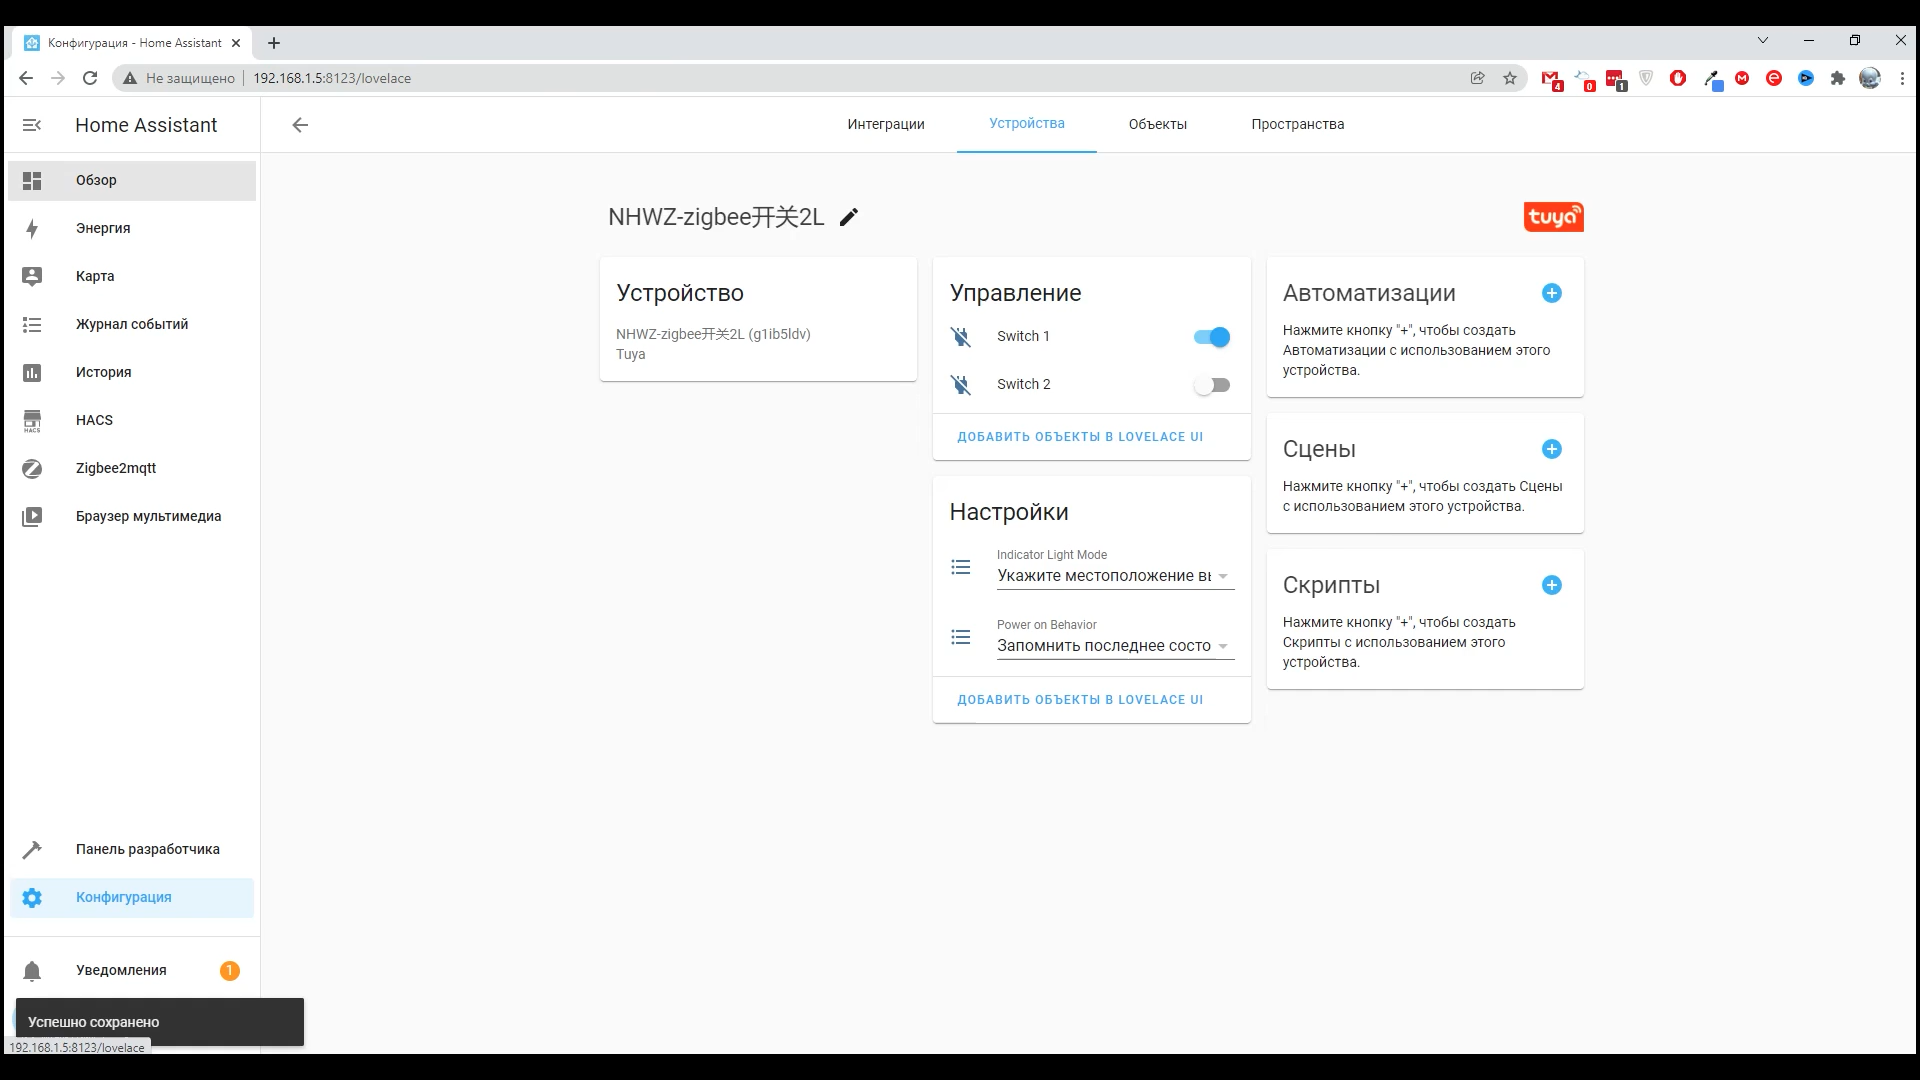 Конфигурация - Home Assistant
Не защищено
192.168.1.5:8123/lovelace
4
0
1
Home Assistant
Интеграции
Устройства
Объекты
Пространства
Обзор
Энергия
Карта
Журнал событий
История
HACS
HACS
Zigbee2mqtt
Браузер мультимедиа
Панель разработчика
Конфигурация
Уведомления
1
Успешно сохранено
192.168.1.5:8123/lovelace
NHWZ-zigbee开关2L
tuya
Устройство
NHWZ-zigbee开关2L (g1ib5ldv)
Tuya
Управление
Switch 1
Switch 2
ДОБАВИТЬ ОБЪЕКТЫ В LOVELACE UI
Настройки
Indicator Light Mode
Укажите местоположение вы
Power on Behavior
Запомнить последнее состо
ДОБАВИТЬ ОБЪЕКТЫ В LOVELACE UI
Автоматизации
Нажмите кнопку "+", чтобы создать
Автоматизации с использованием этого
устройства.
Сцены
Нажмите кнопку "+", чтобы создать Сцены
с использованием этого устройства.
Скрипты
Нажмите кнопку "+", чтобы создать
Скрипты с использованием этого
устройства.